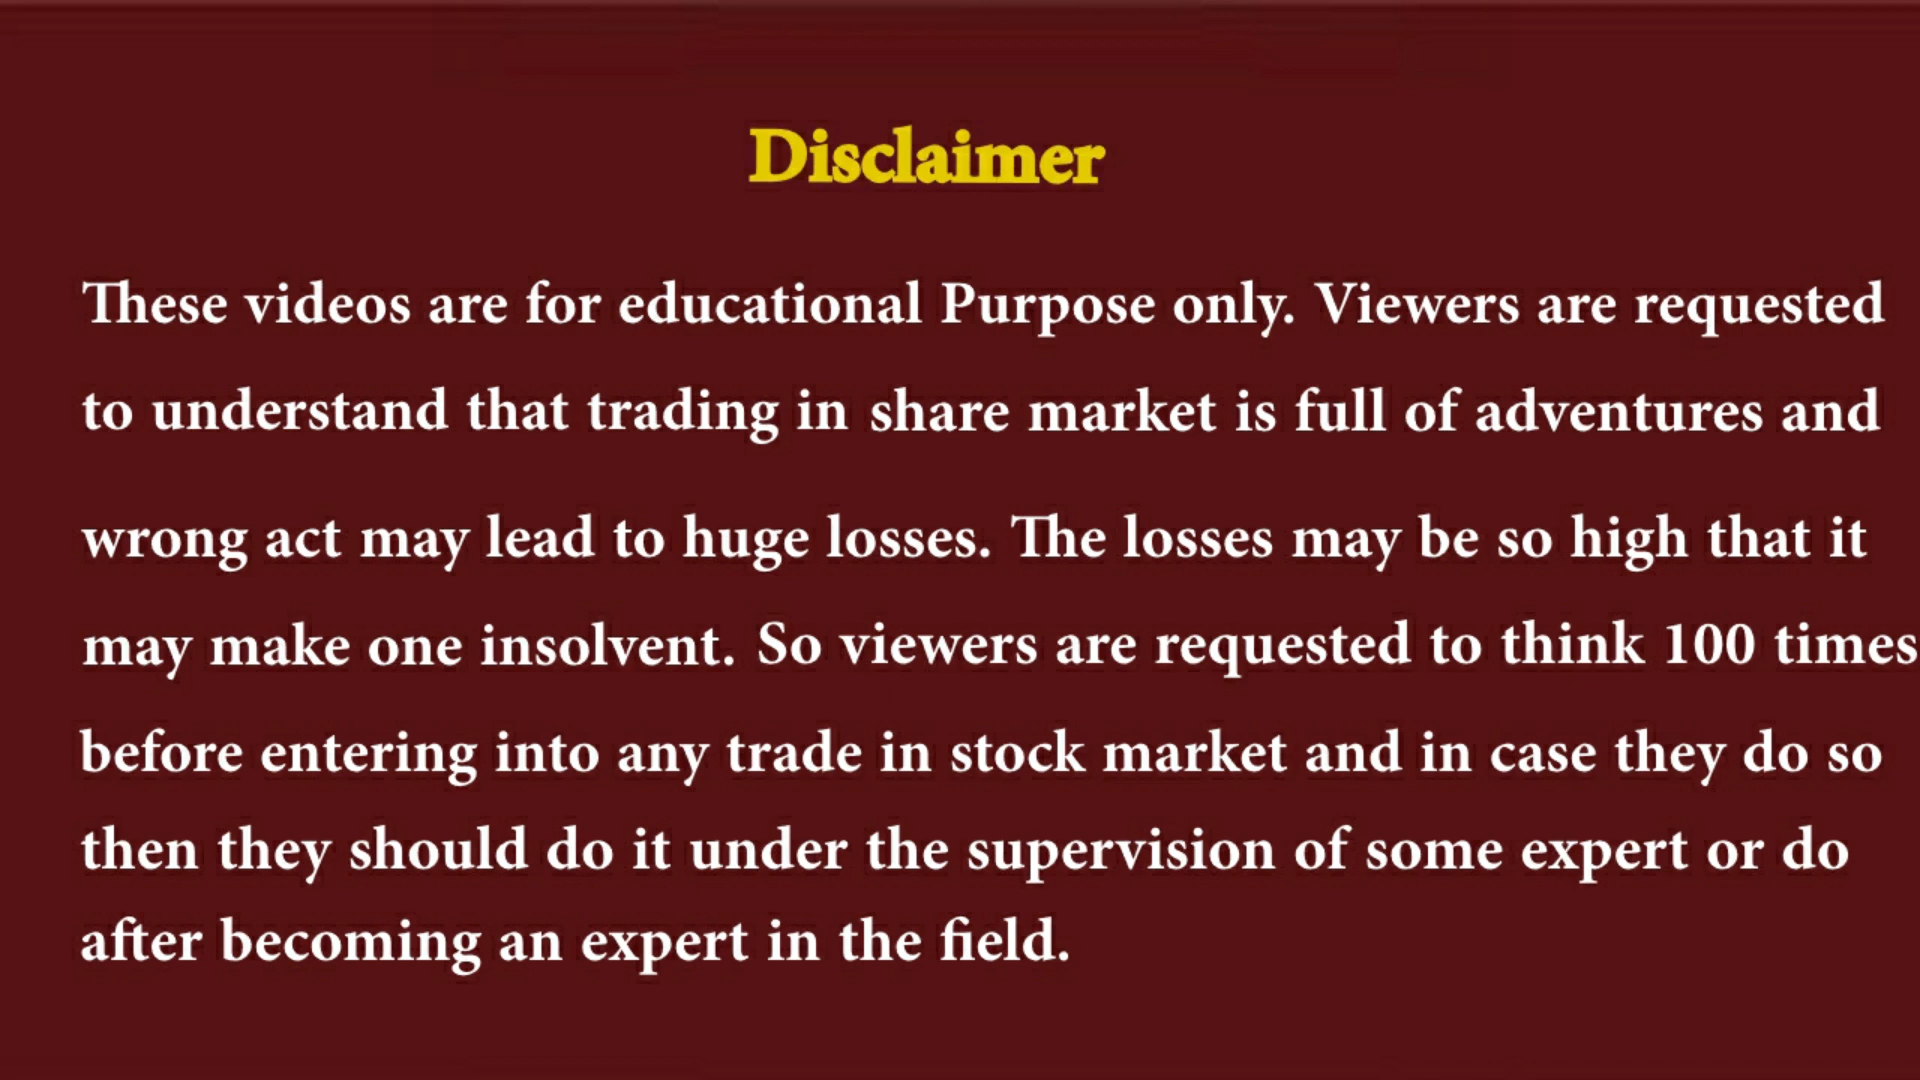 Disclaimer
These videos are for educational Purpose only. Viewers are requested
to understand that trading in share market is full of adventures and
wrong act may lead to huge losses. The losses may be so high that it
may make one insolvent. So viewers are requested to think 100 times
before entering into any trade in stock market and in case they do so
then they should do it under the supervision of some expert or do
after becoming an expert in the field.